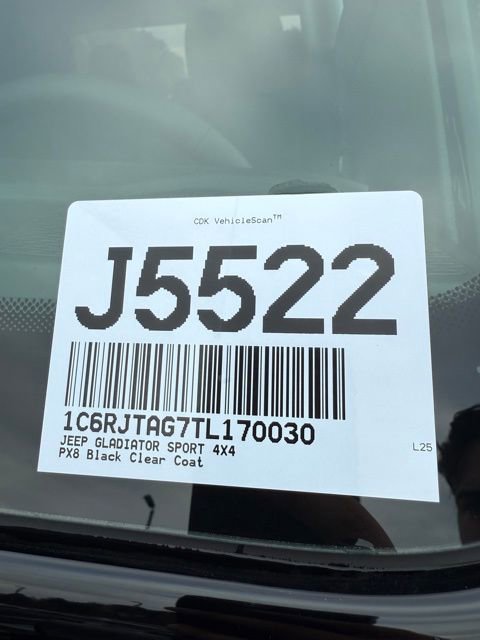 CDK VehicleScan™
J5522
1C6RJTAG7TL170030
JEEP GLADIATOR SPORT 4X4
PX8 Black Clear Coat
L25